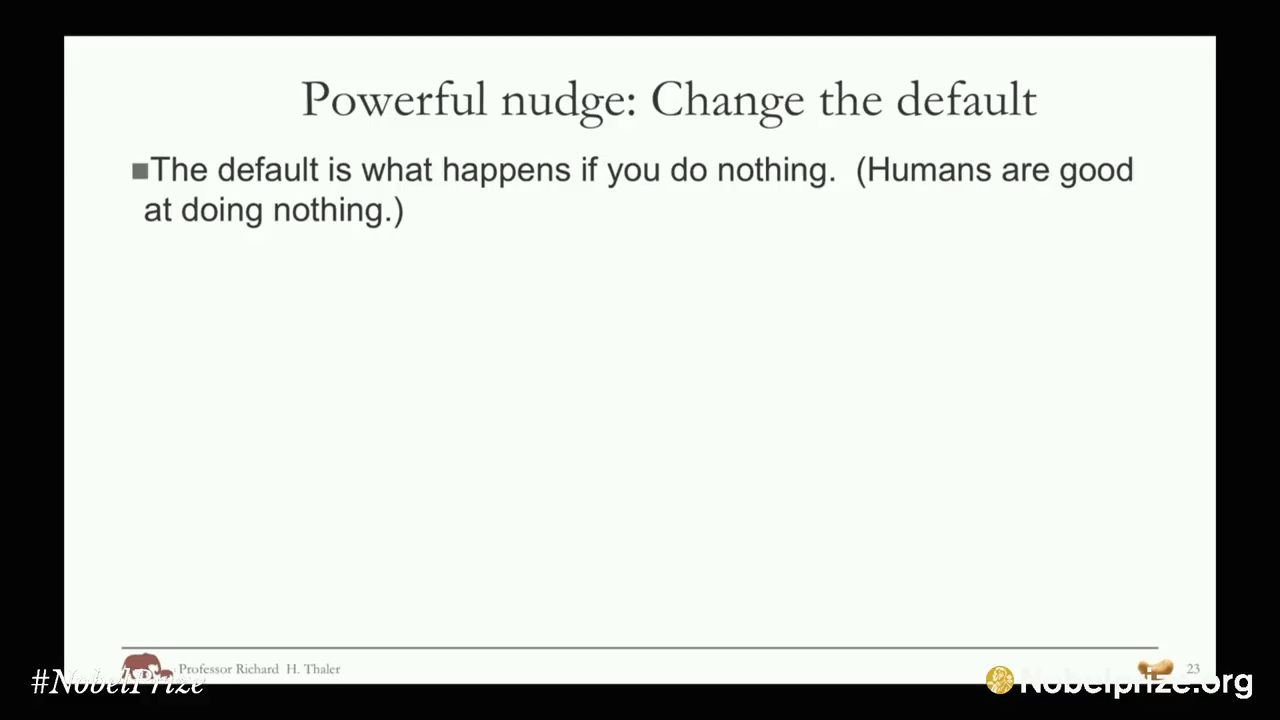 Powerful nudge: Change the default
■The default is what happens if you do nothing. (Humans are good
at doing nothing.)
Professor Richard H. Thaler
23
#NobelPrize
Nobelprize.org